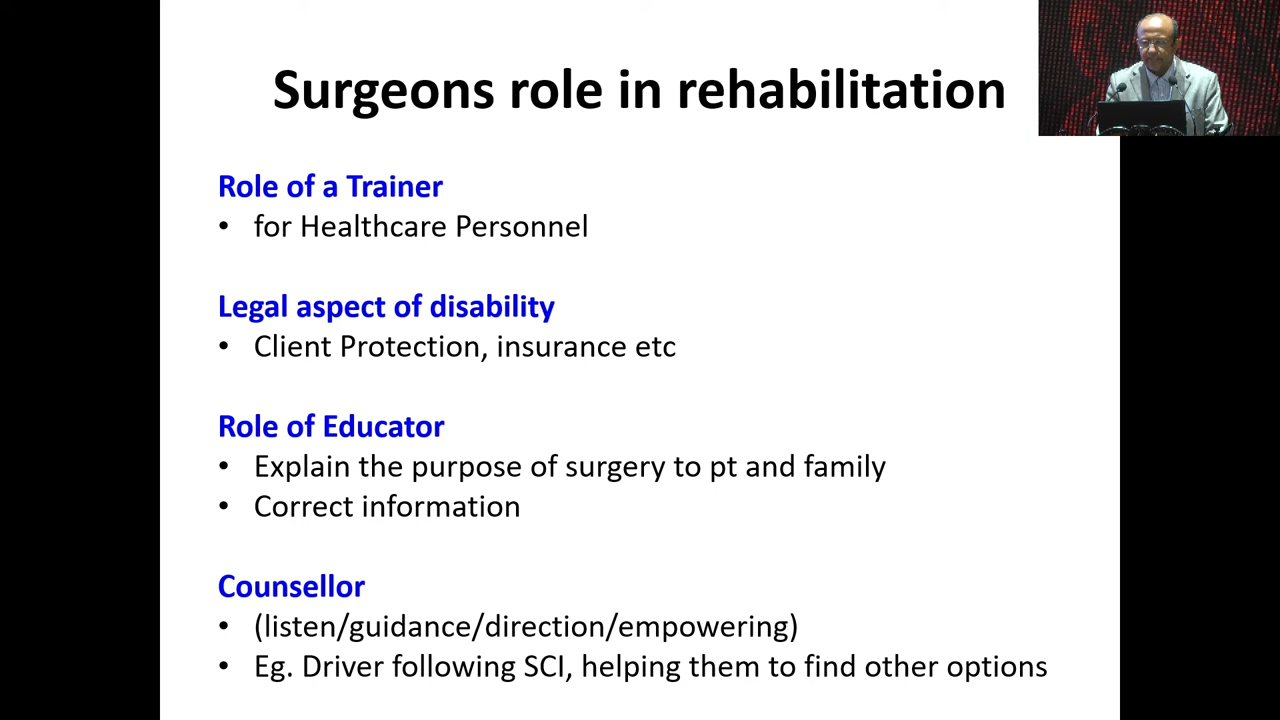 Surgeons role in rehabilitation
Role of a Trainer
• for Healthcare Personnel
Legal aspect of disability
• Client Protection, insurance etc
Role of Educator
• Explain the purpose of surgery to pt and family
• Correct information
Counsellor
• (listen/guidance/direction/empowering)
• Eg. Driver following SCI, helping them to find other options